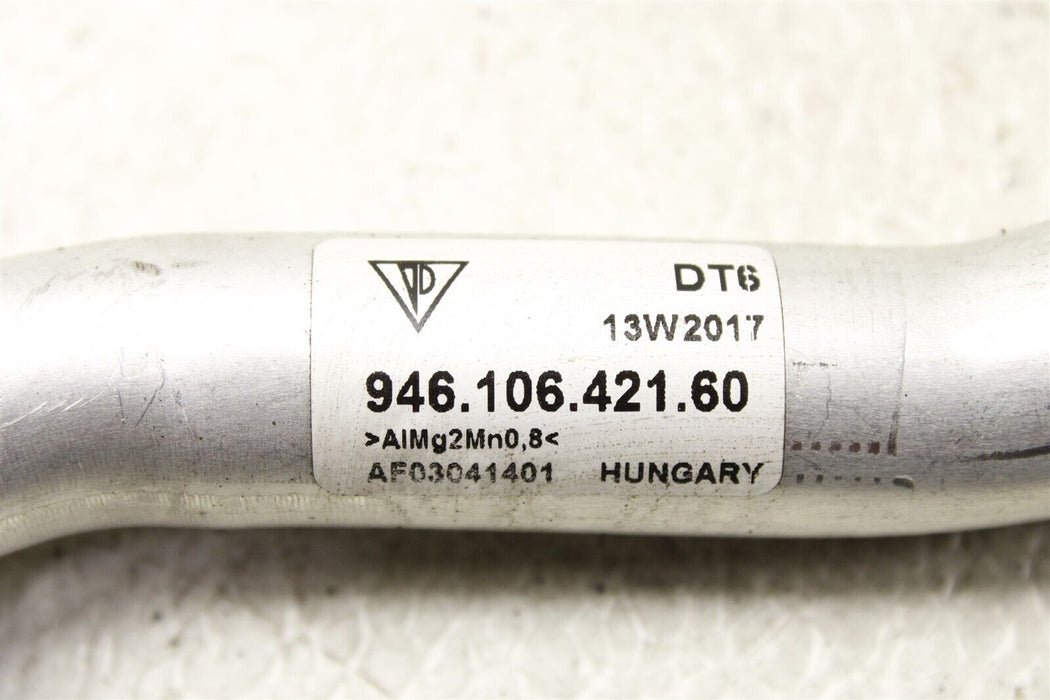 DT6
13W2017
946.106.421.60
>AlMg2Mn0,8<
AF03041401 HUNGARY